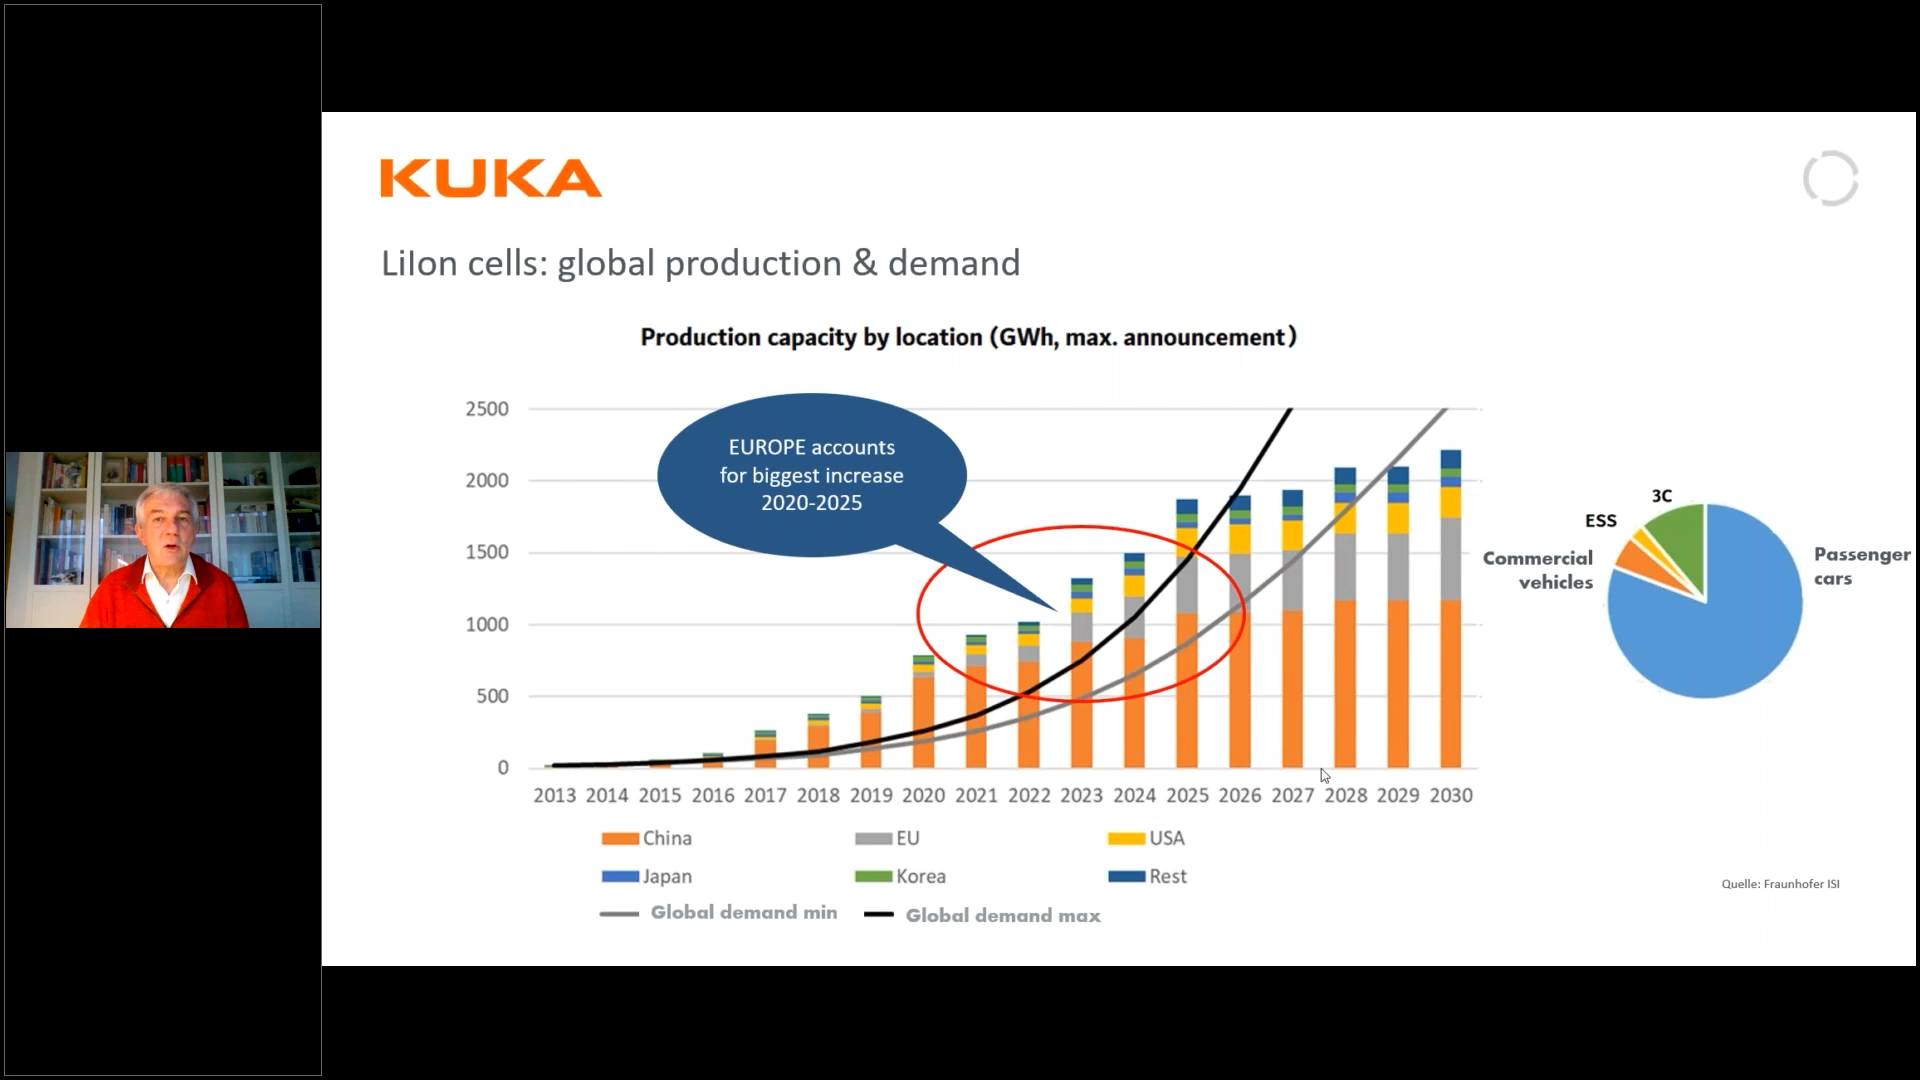 KUKA
LiIon cells: global production & demand
Production capacity by location (GWh, max. announcement)
2500
2000
1500
1000
500
0
EUROPE accounts
for biggest increase
2020-2025
2013 2014 2015 2016 2017 2018 2019 2020 2021 2022 2023 2024 2025 2026 2027 2028 2029 2030
China EU USA
Japan Korea Rest
Global demand min Global demand max
3C
ESS
Commercial
vehicles
Passenger
cars
Quelle: Fraunhofer ISI